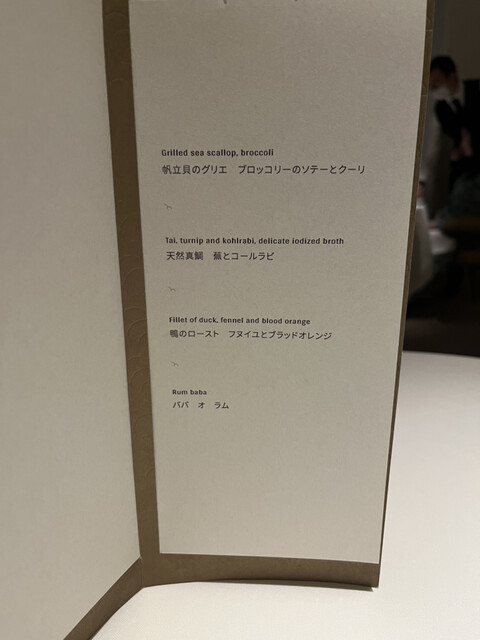 Grilled sea scallop, broccoli
帆立貝のグリエ　ブロッコリーのソテーとクーリ
Tai, turnip and kohlrabi, delicate iodized broth
天然真鯛　蕪とコールラビ
Fillet of duck, fennel and blood orange
鴨のロースト　フヌイユとブラッドオレンジ
Rum baba
ババ　オ　ラム